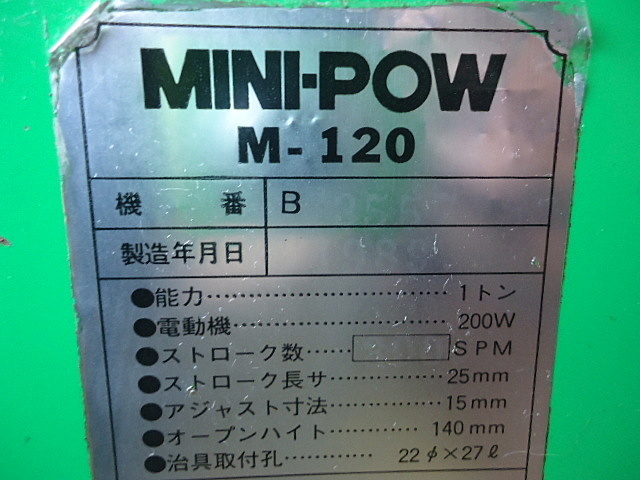 MINI-POW
M-120
機番 B
製造年月日
●能力……………………… 1トン
●電動機…………………… 200W
●ストローク数…… SPM
●ストローク長サ………… 25mm
●アジャスト寸法………… 15mm
●オープンハイト………… 140mm
●治具取付孔………… 22φ×27ℓ